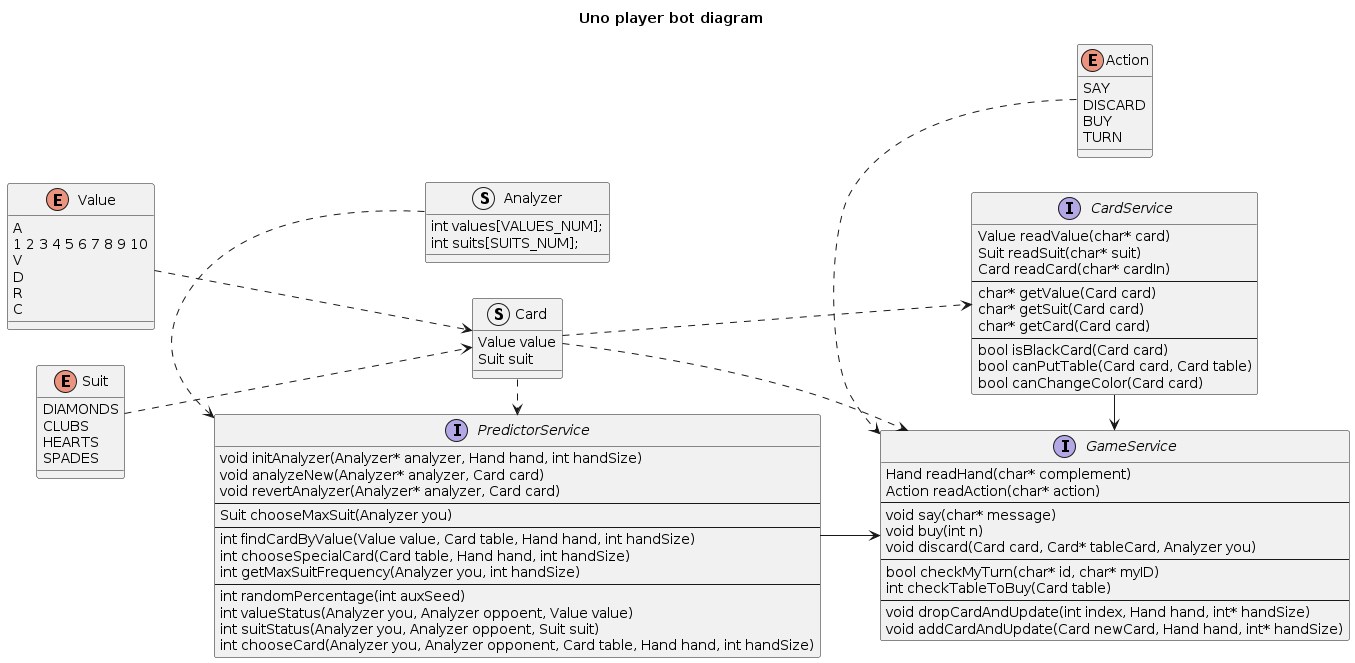 Uno player bot diagram
E Action
SAY
DISCARD
BUY
TURN
E Value
A
1 2 3 4 5 6 7 8 9 10
V
D
R
C
S Analyzer
int values[VALUES_NUM];
int suits[SUITS_NUM];
I CardService
Value readValue(char* card)
Suit readSuit(char* suit)
Card readCard(char* cardIn)
char* getValue(Card card)
char* getSuit(Card card)
char* getCard(Card card)
bool isBlackCard(Card card)
bool canPutTable(Card card, Card table)
bool canChangeColor(Card card)
S Card
Value value
Suit suit
E Suit
DIAMONDS
CLUBS
HEARTS
SPADES
I PredictorService
void initAnalyzer(Analyzer* analyzer, Hand hand, int handSize)
void analyzeNew(Analyzer* analyzer, Card card)
void revertAnalyzer(Analyzer* analyzer, Card card)
Suit chooseMaxSuit(Analyzer you)
int findCardByValue(Value value, Card table, Hand hand, int handSize)
int chooseSpecialCard(Card table, Hand hand, int handSize)
int getMaxSuitFrequency(Analyzer you, int handSize)
int randomPercentage(int auxSeed)
int valueStatus(Analyzer you, Analyzer oppoent, Value value)
int suitStatus(Analyzer you, Analyzer oppoent, Suit suit)
int chooseCard(Analyzer you, Analyzer opponent, Card table, Hand hand, int handSize)
I GameService
Hand readHand(char* complement)
Action readAction(char* action)
void say(char* message)
void buy(int n)
void discard(Card card, Card* tableCard, Analyzer you)
bool checkMyTurn(char* id, char* myID)
int checkTableToBuy(Card table)
void dropCardAndUpdate(int index, Hand hand, int* handSize)
void addCardAndUpdate(Card newCard, Hand hand, int* handSize)